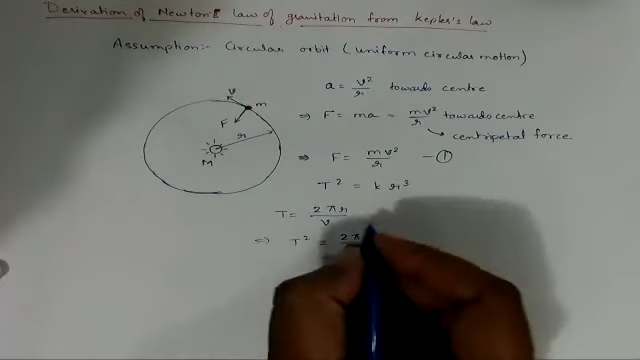 Derivation of Newton's law of gravitation from Kepler's law
Assumption:- Circular orbit (uniform circular motion)
a = v²/r towards centre
v
m
F
r
M
⇒ F = ma = mv²/r towards centre
centripetal force
⇒ F = mv²/r — ①
T² = k r³
T = 2πr/v
⇔ T² = 2π